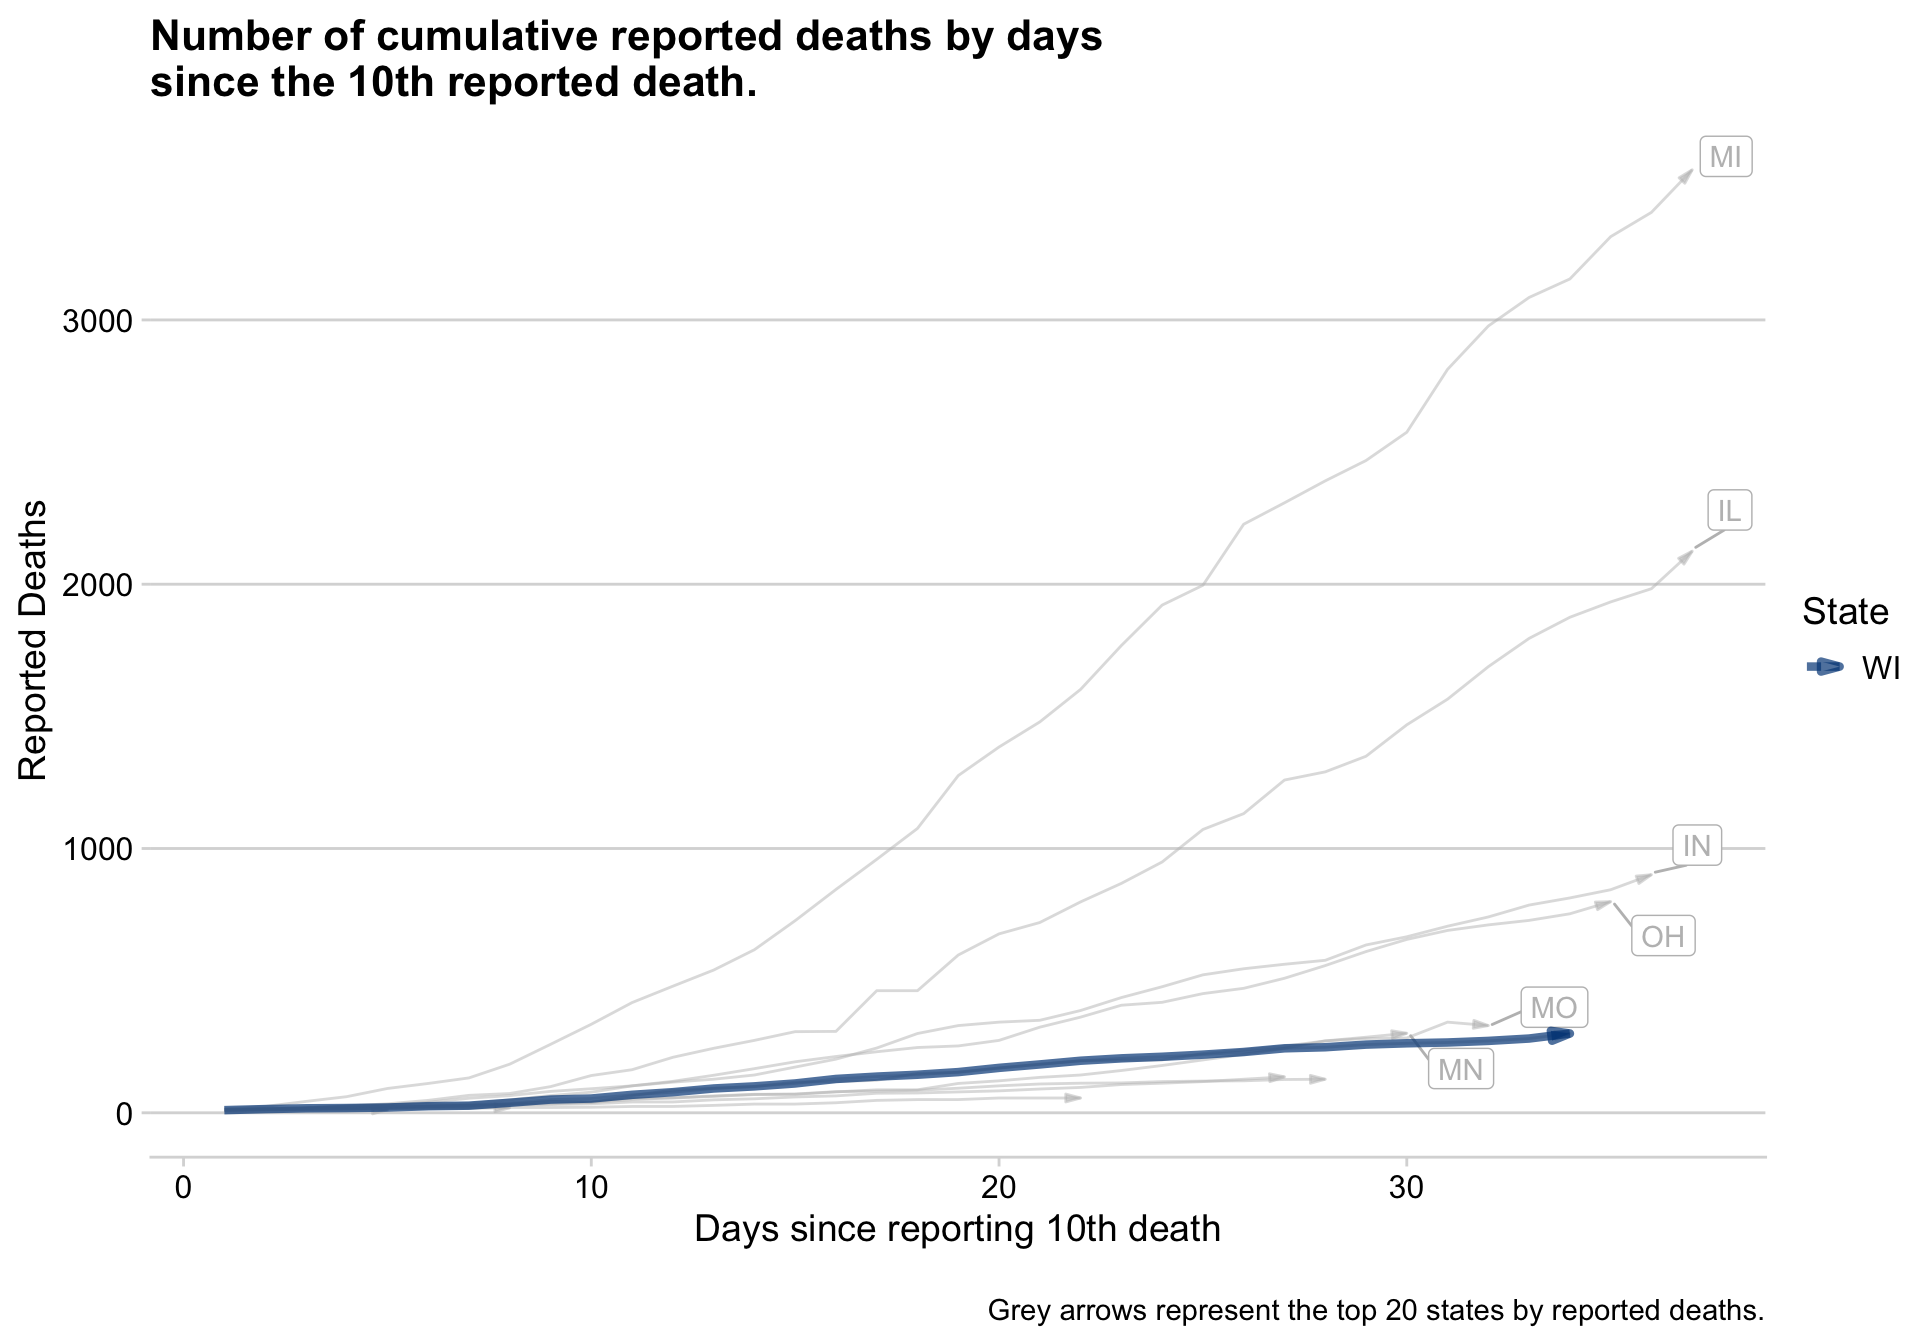 Number of cumulative reported deaths by days
since the 10th reported death.
MI
3000
IL
2000
Reported Deaths
State
WI
1000
IN
OH
MO
MN
0
0 10 20 30
Days since reporting 10th death
Grey arrows represent the top 20 states by reported deaths.